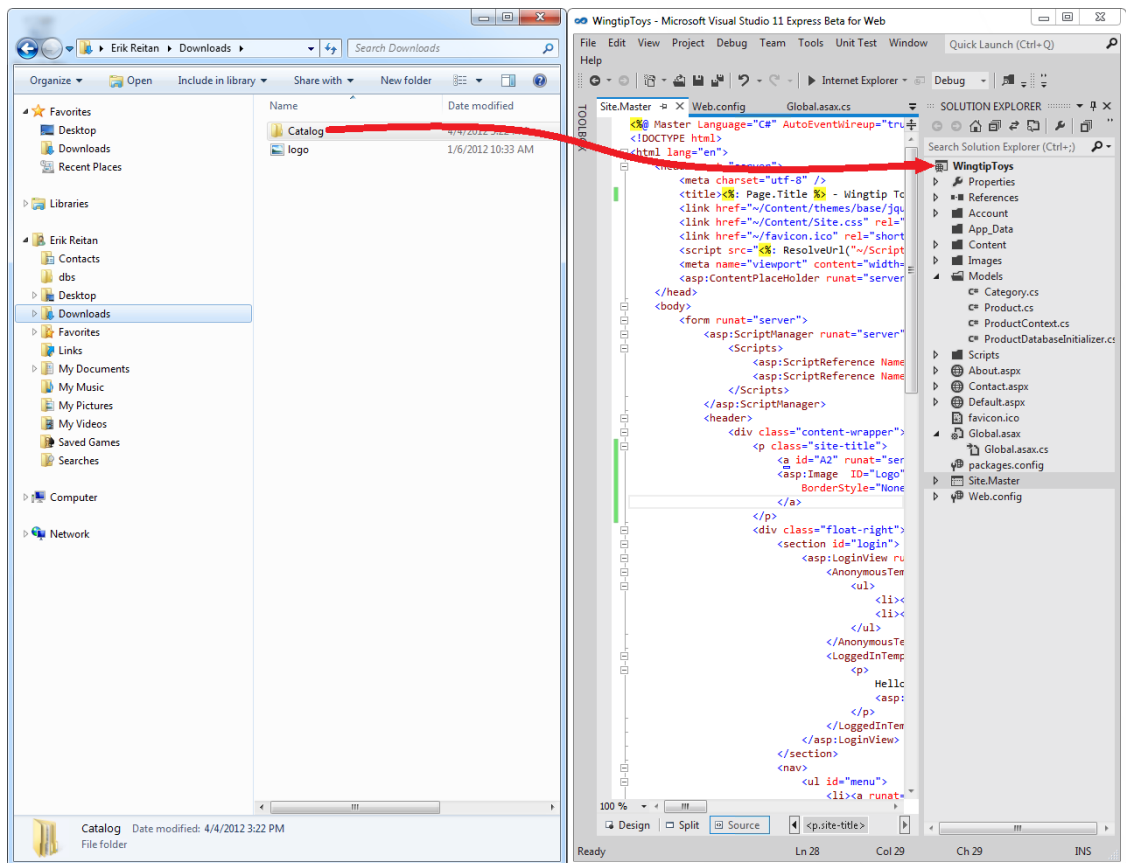 Erik Reitan
Downloads
Search Downloads
Organize
Open
Include in library
Share with
New folder
Name
Date modified
Favorites
Desktop
Downloads
Recent Places
Catalog
logo
1/6/2012 10:33 AM
Libraries
Erik Reitan
Contacts
dbs
Desktop
Downloads
Favorites
Links
My Documents
My Music
My Pictures
My Videos
Saved Games
Searches
Computer
Network
Catalog Date modified: 4/4/2012 3:22 PM
File folder
WingtipToys - Microsoft Visual Studio 11 Express Beta for Web
File Edit View Project Debug Team Tools Unit Test Window
Quick Launch (Ctrl+Q)
Help
Internet Explorer
Debug
TOOLBOX
Site.Master
Web.config
Global.asax.cs
<%@ Master Language="C#" AutoEventWireup="tru
<!DOCTYPE html>
<html lang="en">
<meta charset="utf-8" />
<title><%: Page.Title %> - Wingtip To
<link href="~/Content/themes/base/jqu
<link href="~/Content/Site.css" rel="
<link href="~/favicon.ico" rel="short
<script src="<%: ResolveUrl("~/Script
<meta name="viewport" content="width=
<asp:ContentPlaceHolder runat="server
</head>
<body>
<form runat="server">
<asp:ScriptManager runat="server"
<Scripts>
<asp:ScriptReference Name
<asp:ScriptReference Name
</Scripts>
</asp:ScriptManager>
<header>
<div class="content-wrapper">
<p class="site-title">
<a id="A2" runat="ser
<asp:Image ID="Logo"
BorderStyle="None
</a>
</p>
<div class="float-right">
<section id="login">
<asp:LoginView ru
<AnonymousTem
<ul>
<li><
<li><
</ul>
</AnonymousTe
<LoggedInTemp
<p>
Hello
<asp:
</p>
</LoggedInTem
</asp:LoginView>
</section>
<nav>
<ul id="menu">
<li><a runat=
100 %
Design
Split
Source
<p.site-title>
Ready
Ln 28
Col 29
Ch 29
INS
SOLUTION EXPLORER
Search Solution Explorer (Ctrl+;)
WingtipToys
Properties
References
Account
App_Data
Content
Images
Models
Category.cs
Product.cs
ProductContext.cs
ProductDatabaseInitializer.cs
Scripts
About.aspx
Contact.aspx
Default.aspx
favicon.ico
Global.asax
Global.asax.cs
packages.config
Site.Master
Web.config